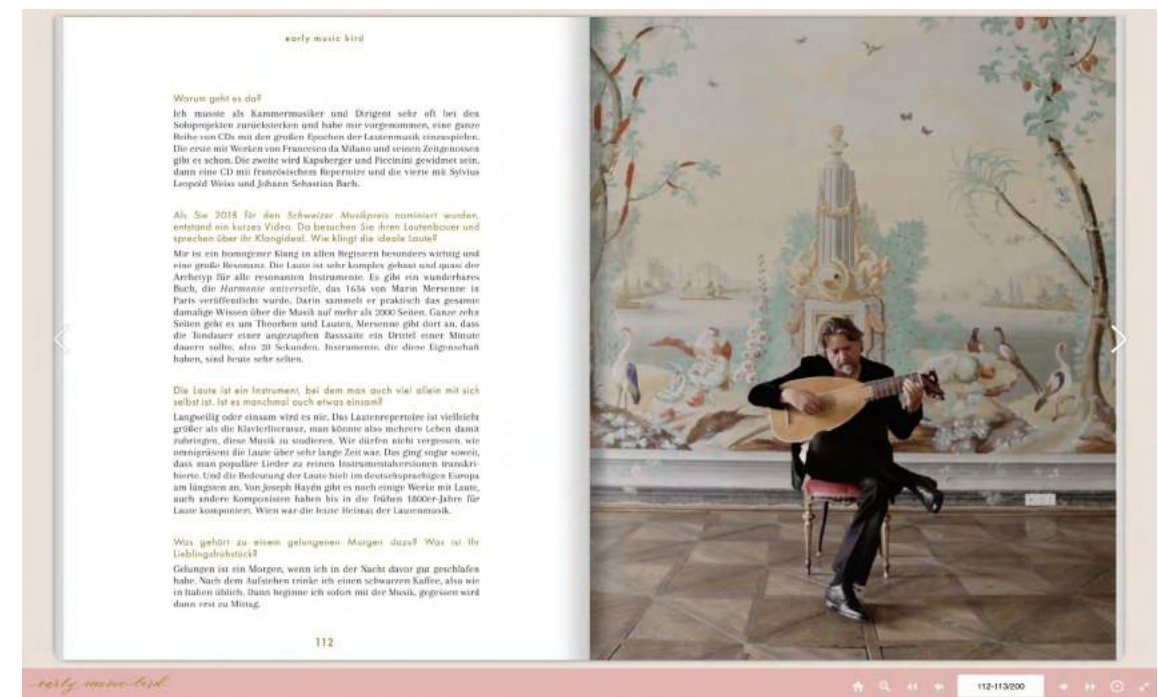 early music bird
Worum geht es da?
Ich musste als Kammermusiker und Dirigent sehr oft bei den
Soloprojekten zurückstecken und habe mir vorgenommen, eine ganze
Reihe von CDs mit den großen Epochen der Lautenmusik einzuspielen.
Die erste mit Werken von Francesco da Milano und seinen Zeitgenossen
gibt es schon. Die zweite wird Kapsberger und Piccinini gewidmet sein,
dann eine CD mit französischem Repertoire und die vierte mit Sylvius
Leopold Weiss und Johann Sebastian Bach.
Als Sie 2018 für den Schweizer Musikpreis nominiert wurden,
entstand ein kurzes Video. Da besuchen Sie ihren Lautenbauer und
sprechen über ihr Klangideal. Wie klingt die ideale Laute?
Mir ist ein homogener Klang in allen Registern besonders wichtig und
eine große Resonanz. Die Laute ist sehr komplex gebaut und quasi der
Archetyp für alle resonanten Instrumente. Es gibt ein wunderbares
Buch, die Harmonie universelle, das 1636 von Marin Mersenne in
Paris veröffentlicht wurde. Darin sammelt er praktisch das gesamte
damalige Wissen über die Musik auf mehr als 2000 Seiten. Ganze zehn
Seiten geht es um Theorben und Lauten. Mersenne gibt dort an, dass
die Tondauer einer angezupften Basssaite ein Drittel einer Minute
dauern sollte, also 20 Sekunden. Instrumente, die diese Eigenschaft
haben, sind heute sehr selten.
Die Laute ist ein Instrument, bei dem man auch viel allein mit sich
selbst ist. Ist es manchmal auch etwas einsam?
Langweilig oder einsam wird es nie. Das Lautenrepertoire ist vielleicht
größer als die Klavierliteratur, man könnte also mehrere Leben damit
zubringen, diese Musik zu studieren. Wir dürfen nicht vergessen, wie
omnipräsent die Laute über sehr lange Zeit war. Das ging sogar soweit,
dass man populäre Lieder zu reinen Instrumentalversionen transkri-
bierte. Und die Bedeutung der Laute hielt im deutschsprachigen Europa
am längsten an. Von Joseph Haydn gibt es noch einige Werke mit Laute,
auch andere Komponisten haben bis in die frühen 1800er-Jahre für
Laute komponiert. Wien war die letzte Heimat der Lautenmusik.
Was gehört zu einem gelungenen Morgen dazu? Was ist Ihr
Lieblingsfrühstück?
Gelungen ist ein Morgen, wenn ich in der Nacht davor gut geschlafen
habe. Nach dem Aufstehen trinke ich einen schwarzen Kaffee, also wie
in Italien üblich. Dann beginne ich sofort mit der Musik, gegessen wird
dann erst zu Mittag.
112
early music bird
112-113/200